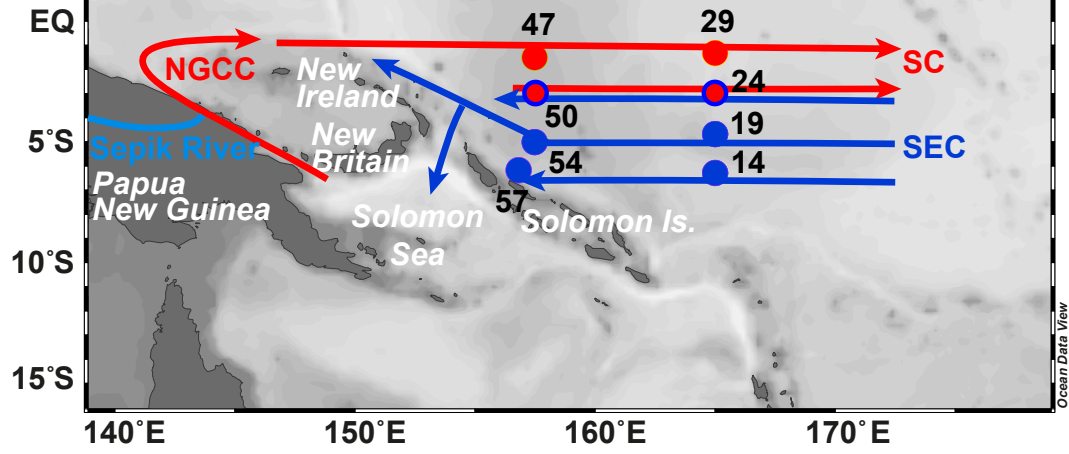 EQ
47
29
NGCC
New
Ireland
SC
24
50
19
5°S
New
Britain
SEC
Sepik River
54
14
Papua
New Guinea
57
Solomon
Sea
Solomon Is.
10°S
15°S
Ocean Data View
140°E
150°E
160°E
170°E